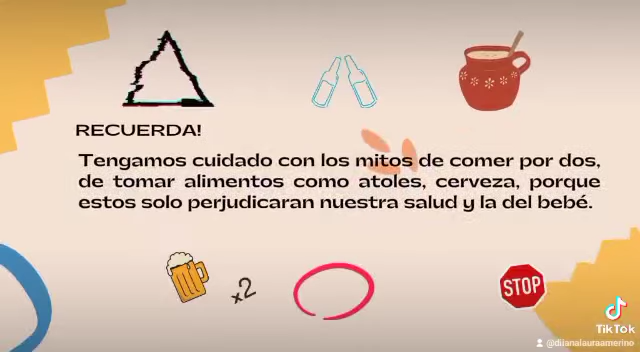 RECUERDA!
Tengamos cuidado con los mitos de comer por dos,
de tomar alimentos como atoles, cerveza, porque
estos solo perjudicaran nuestra salud y la del bebé.
x2
STOP
TikTok
@diianalauraamerino